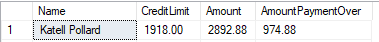 Name CreditLimit Amount AmountPaymentOver
1 Katell Pollard 1918.00 2892.88 974.88